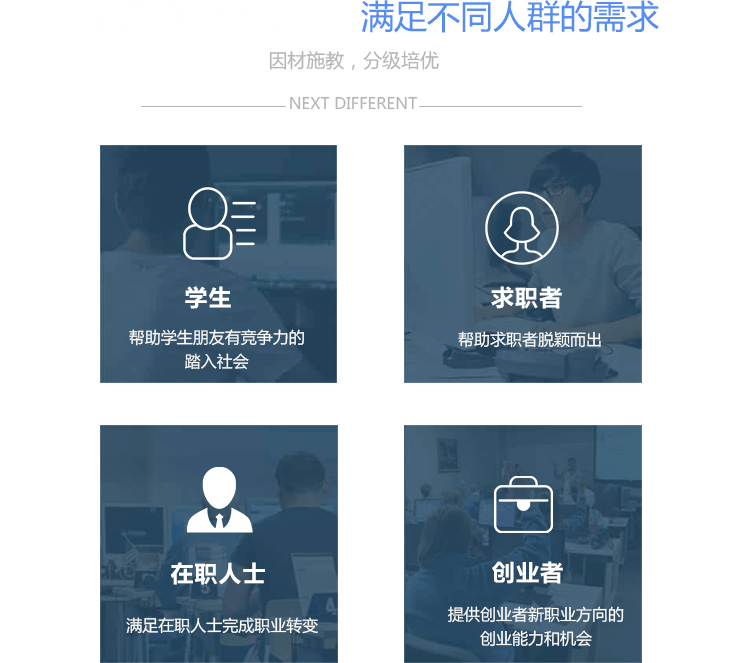 满足不同人群的需求
因材施教，分级培优
NEXT DIFFERENT
学生
帮助学生朋友有竞争力的
踏入社会
求职者
帮助求职者脱颖而出
在职人士
满足在职人士完成职业转变
创业者
提供创业者新职业方向的
创业能力和机会